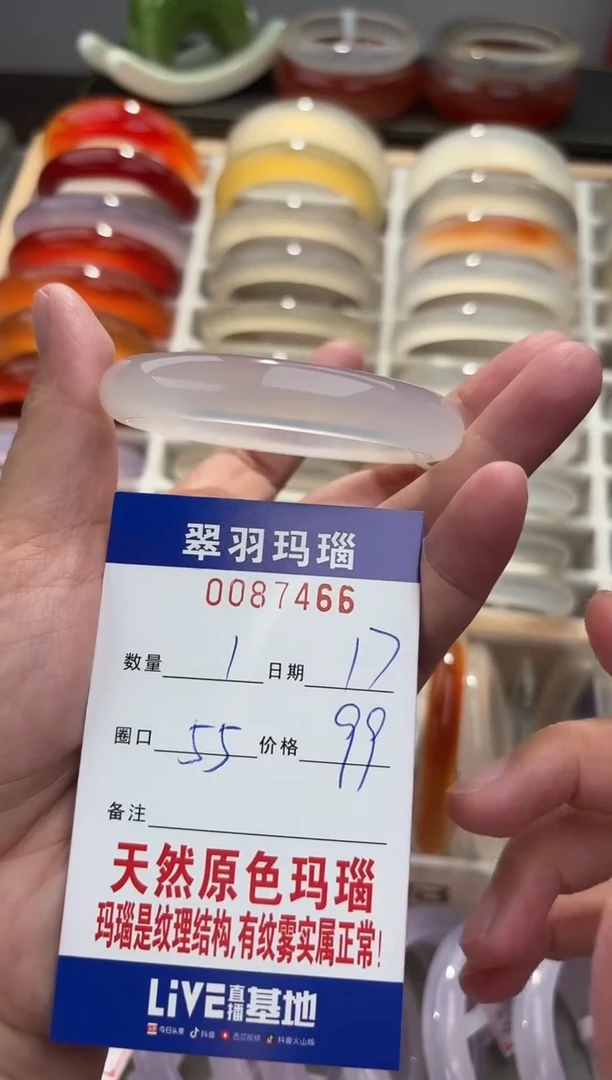 翠羽玛瑙
0087466
数量 1 日期 17
圈口 55 价格 99
备注
天然原色玛瑙
玛瑙是纹理结构,有纹雾实属正常!
LiVE直播基地
今日头条 抖音 西瓜视频 抖音火山版